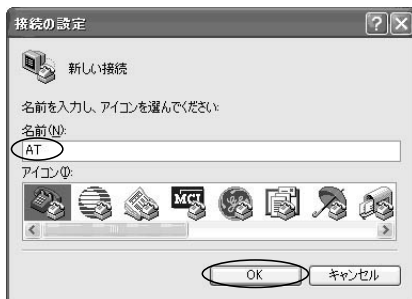 接続の設定
新しい接続
名前を入力し、アイコンを選んでください:
名前(N):
AT
アイコン(I):
MCI
OK
キャンセル